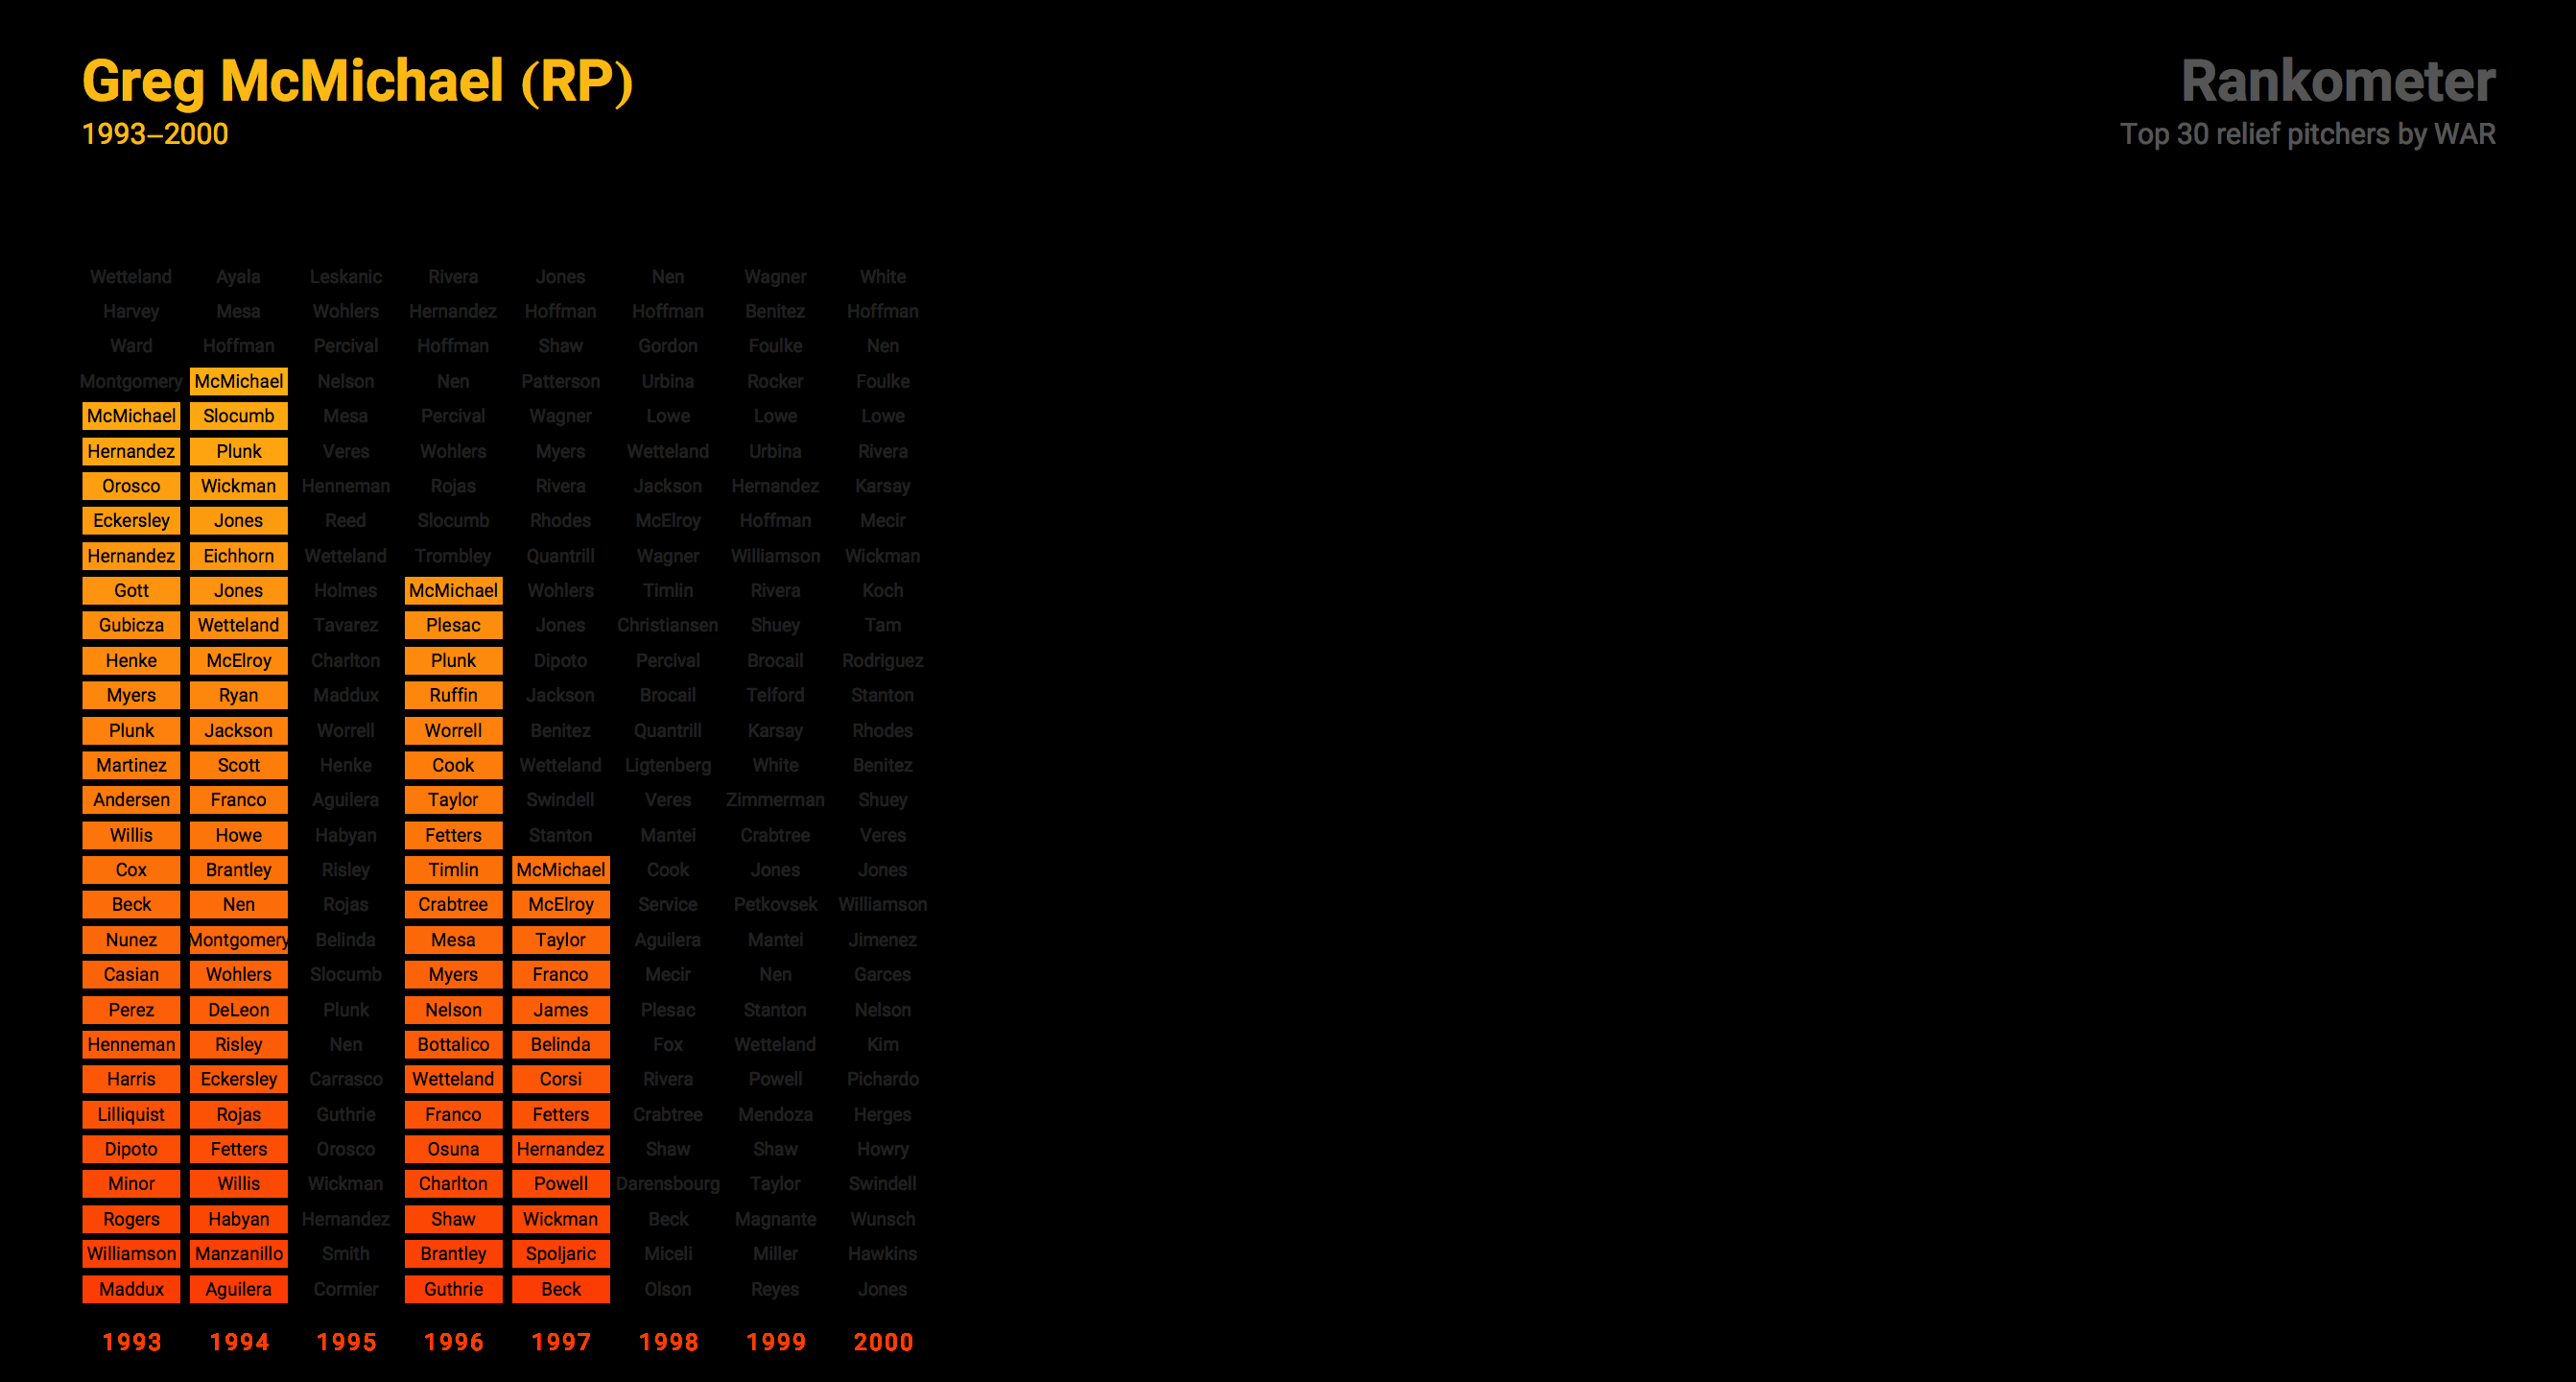 Greg McMichael (RP)
1993–2000
Rankometer
Top 30 relief pitchers by WAR
Wetteland Ayala Leskanic Rivera Jones Nen Wagner White
Harvey Mesa Wohlers Hernandez Hoffman Hoffman Benitez Hoffman
Ward Hoffman Percival Hoffman Shaw Gordon Foulke Nen
Montgomery McMichael Nelson Nen Patterson Urbina Rocker Foulke
McMichael Slocumb Mesa Percival Wagner Lowe Lowe Lowe
Hernandez Plunk Veres Wohlers Myers Wetteland Urbina Rivera
Orosco Wickman Henneman Rojas Rivera Jackson Hernandez Karsay
Eckersley Jones Reed Slocumb Rhodes McElroy Hoffman Mecir
Hernandez Eichhorn Wetteland Trombley Quantrill Wagner Williamson Wickman
Gott Jones Holmes McMichael Wohlers Timlin Rivera Koch
Gubicza Wetteland Tavarez Plesac Jones Christiansen Shuey Tam
Henke McElroy Charlton Plunk Dipoto Percival Brocail Rodriguez
Myers Ryan Maddux Ruffin Jackson Brocail Telford Stanton
Plunk Jackson Worrell Worrell Benitez Quantrill Karsay Rhodes
Martinez Scott Henke Cook Wetteland Ligtenberg White Benitez
Andersen Franco Aguilera Taylor Swindell Veres Zimmerman Shuey
Willis Howe Habyan Fetters Stanton Mantei Crabtree Veres
Cox Brantley Risley Timlin McMichael Cook Jones Jones
Beck Nen Rojas Crabtree McElroy Service Petkovsek Williamson
Nunez Montgomery Belinda Mesa Taylor Aguilera Mantei Jimenez
Casian Wohlers Slocumb Myers Franco Mecir Nen Garces
Perez DeLeon Plunk Nelson James Plesac Stanton Nelson
Henneman Risley Nen Bottalico Belinda Fox Wetteland Kim
Harris Eckersley Carrasco Wetteland Corsi Rivera Powell Pichardo
Lilliquist Rojas Guthrie Franco Fetters Crabtree Mendoza Herges
Dipoto Fetters Orosco Osuna Hernandez Shaw Shaw Howry
Minor Willis Wickman Charlton Powell Darensbourg Taylor Swindell
Rogers Habyan Hernandez Shaw Wickman Beck Magnante Wunsch
Williamson Manzanillo Smith Brantley Spoljaric Miceli Miller Hawkins
Maddux Aguilera Cormier Guthrie Beck Olson Reyes Jones
1993 1994 1995 1996 1997 1998 1999 2000